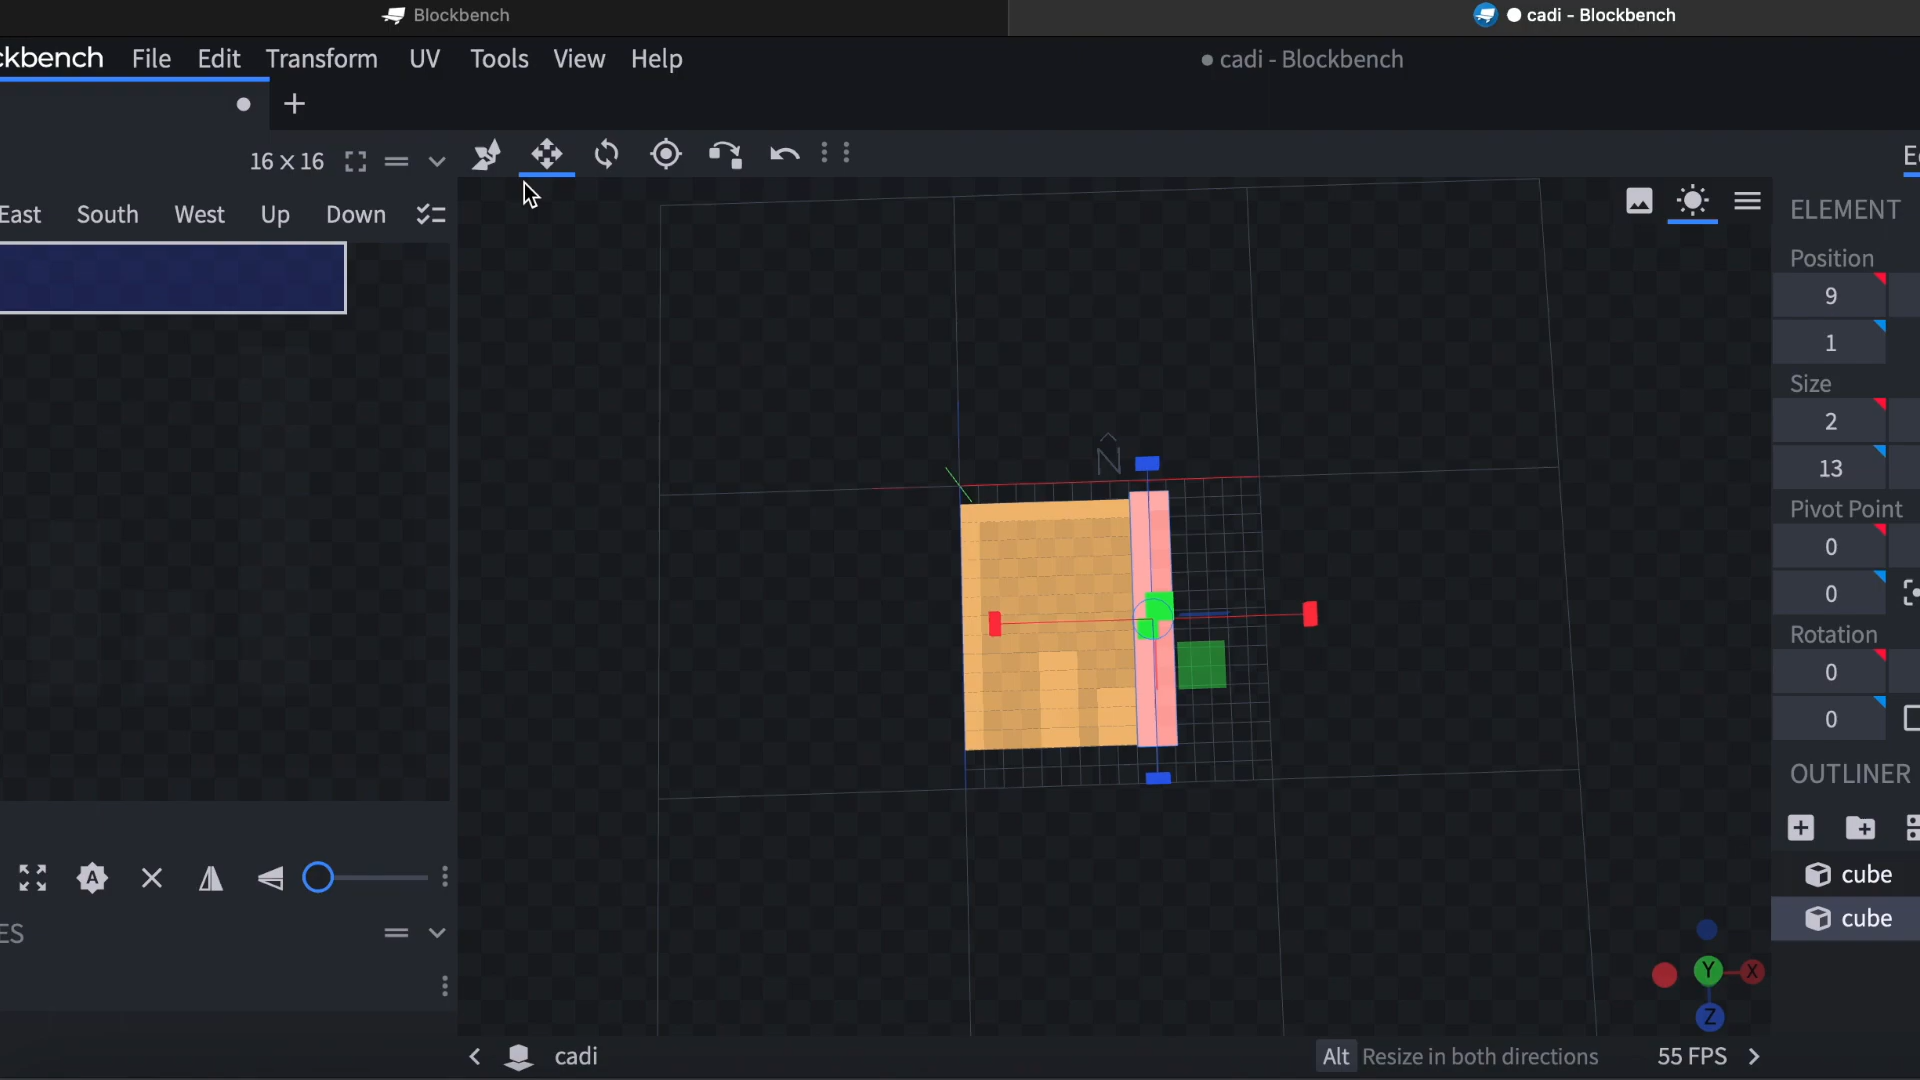 Blockbench
cadi - Blockbench
ckbench File Edit Transform UV Tools View Help
cadi - Blockbench
16 × 16
East South West Up Down
ELEMENT
Position
9
1
Size
2
13
Pivot Point
0
0
Rotation
0
0
OUTLINER
cube
cube
N
A
ES
Y X
Z
cadi
Alt Resize in both directions 55 FPS